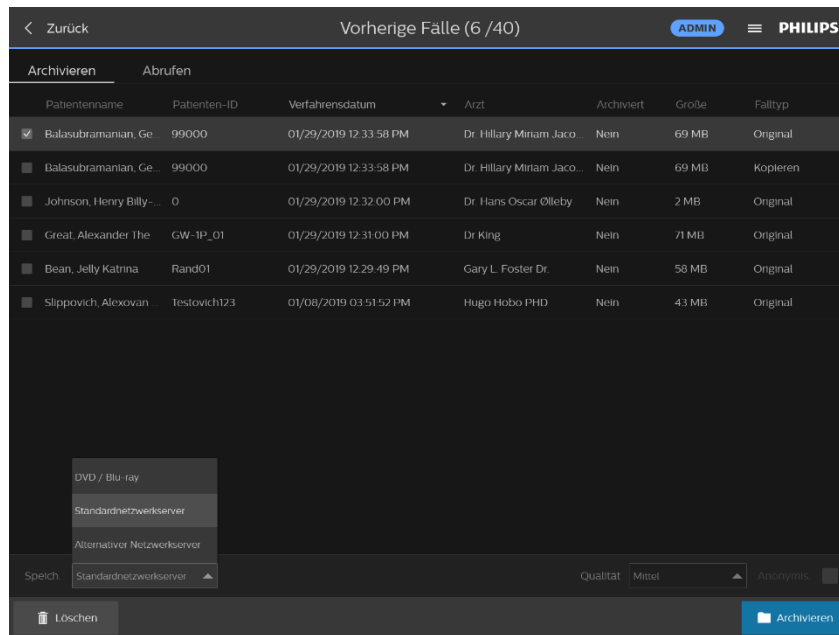 Zurück Vorherige Fälle (6 /40) ADMIN PHILIPS
Archivieren Abrufen
Patientenname Patienten-ID Verfahrensdatum Arzt Archiviert Große Falltyp
Balasubramanian, Ge... 99000 01/29/2019 12:33:58 PM Dr. Hillary Miriam Jaco... Nein 69 MB Original
Balasubramanian, Ge... 99000 01/29/2019 12:33:58 PM Dr. Hillary Miriam Jaco... Nein 69 MB Kopieren
Johnson, Henry Billy-... 0 01/29/2019 12:32:00 PM Dr. Hans Oscar Ølleby Nein 2 MB Original
Great, Alexander The GW-1P_01 01/29/2019 12:31:00 PM Dr King Nein 71 MB Original
Bean, Jelly Katrina Rand01 01/29/2019 12:29:49 PM Gary L. Foster Dr. Nein 58 MB Original
Slippovich, Alexovan ... Testovich123 01/08/2019 03:51:52 PM Hugo Hobo PHD Nein 43 MB Original
DVD / Blu-ray
Standardnetzwerkserver
Alternativer Netzwerkserver
Speich. Standardnetzwerkserver Qualität Mittel Anonymis.
Löschen Archivieren